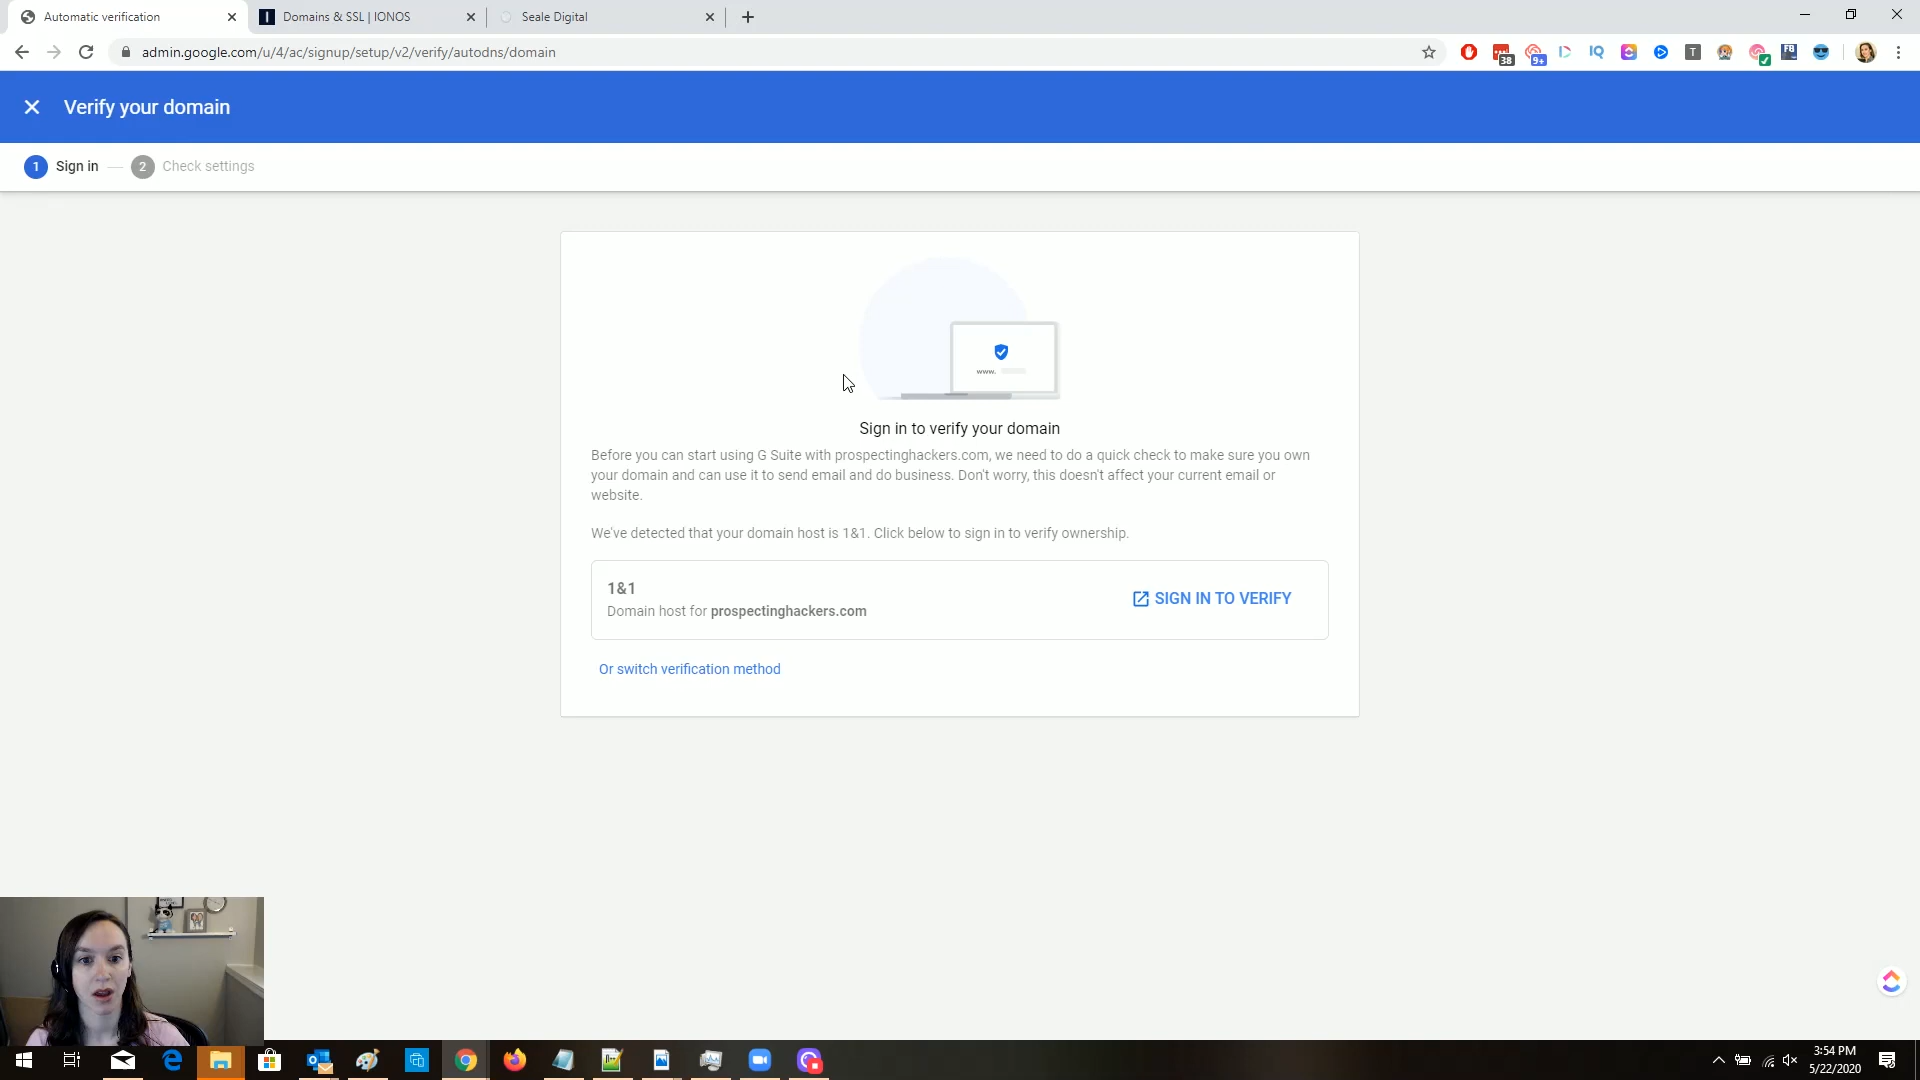 Automatic verification
Domains & SSL | IONOS
Seale Digital
admin.google.com/u/4/ac/signup/setup/v2/verify/autodns/domain
38
9+
IQ
T
FB
Verify your domain
1 Sign in
2 Check settings
www.
Sign in to verify your domain
Before you can start using G Suite with prospectinghackers.com, we need to do a quick check to make sure you own
your domain and can use it to send email and do business. Don't worry, this doesn't affect your current email or
website.
We've detected that your domain host is 1&1. Click below to sign in to verify ownership.
1&1
Domain host for prospectinghackers.com
SIGN IN TO VERIFY
Or switch verification method
3:54 PM
5/22/2020